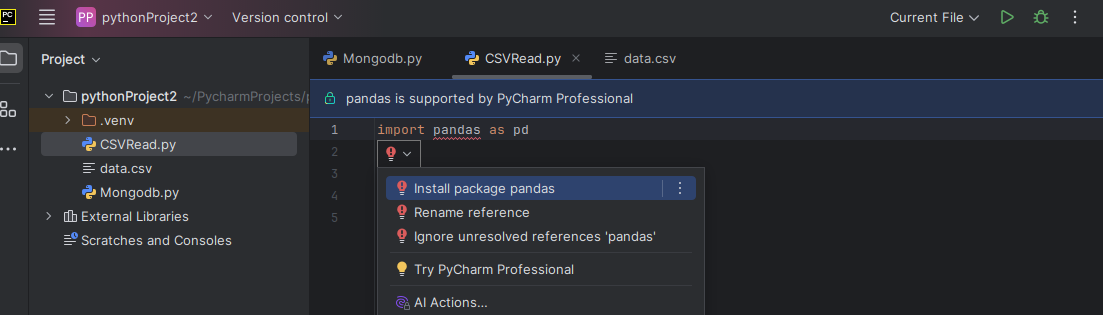 PC
PP pythonProject2
Version control
Current File
Project
Mongodb.py
CSVRead.py
data.csv
pythonProject2 ~/PycharmProjects/
pandas is supported by PyCharm Professional
.venv
CSVRead.py
data.csv
Mongodb.py
External Libraries
Scratches and Consoles
1 import pandas as pd
2
3
4
5
Install package pandas
Rename reference
Ignore unresolved references 'pandas'
Try PyCharm Professional
AI Actions...